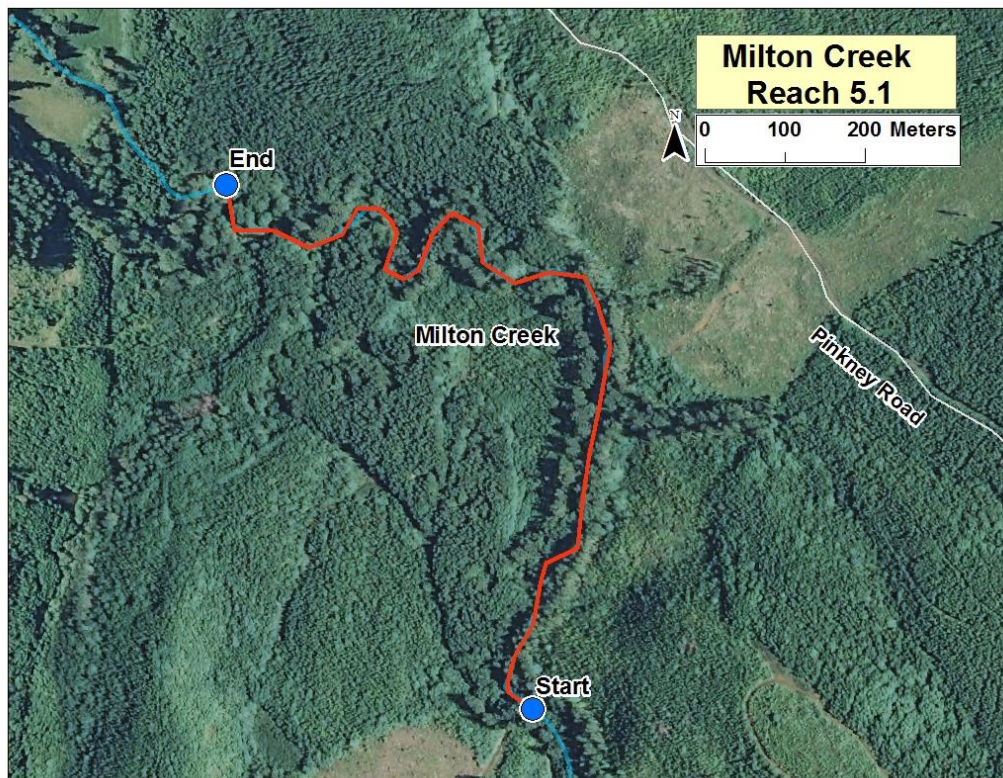 Milton Creek
Reach 5.1
N
0 100 200 Meters
End
Milton Creek
Pinkney Road
Start